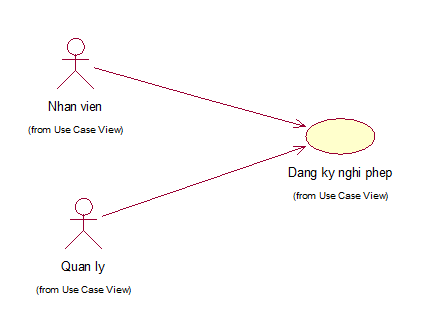 Nhan vien
(from Use Case View)
Dang ky nghi phep
(from Use Case View)
Quan ly
(from Use Case View)